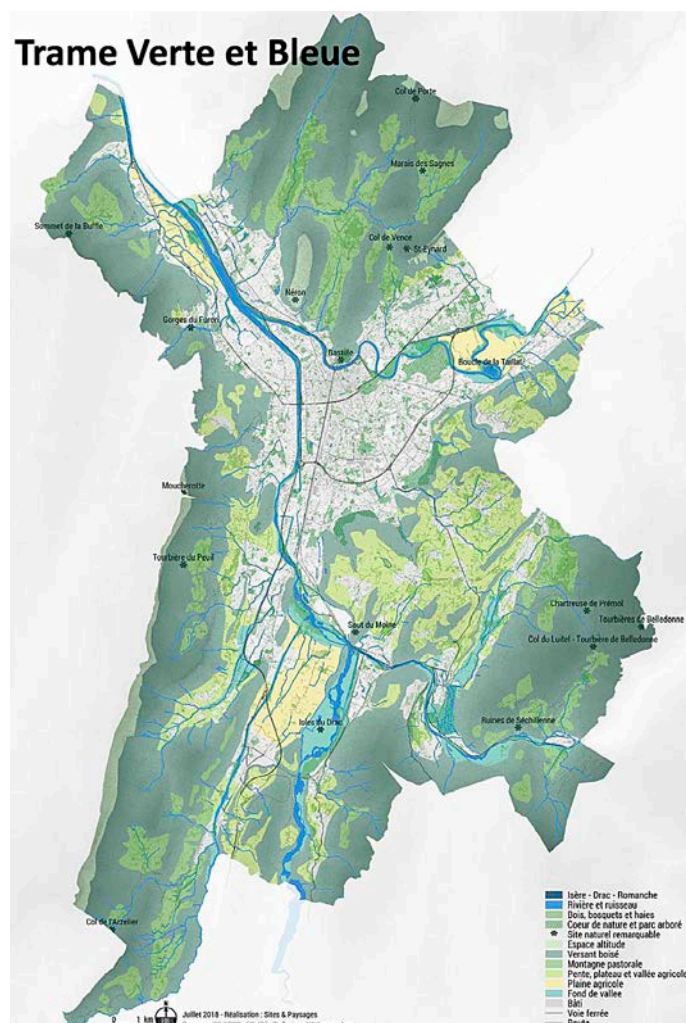 Trame Verte et Bleue
Col de Porte
Marais des Sagnes
Sommet de la Buffe
Col de Vence
St-Eynard
Néron
Gorges du Furon
Bastille
Boucle de la Taillat
Moucherotte
Tourbière du Peuil
Chartreuse de Prémol
Tourbières de Belledonne
Saut du Moine
Col du Luitel - Tourbière de Belledonne
Isles du Drac
Ruines de Séchilienne
Col de l'Arzelier
Isère - Drac - Romanche
Rivière et ruisseau
Bois, bosquets et haies
Coeur de nature et parc arboré
Site naturel remarquable
Espace altitude
Versant boisé
Montagne pastorale
Pente, plateau et vallée agricole
Plaine agricole
Fond de vallée
Bâti
Voie ferrée
Route
0 1 km
Juillet 2018 - Réalisation : Sites & Paysages